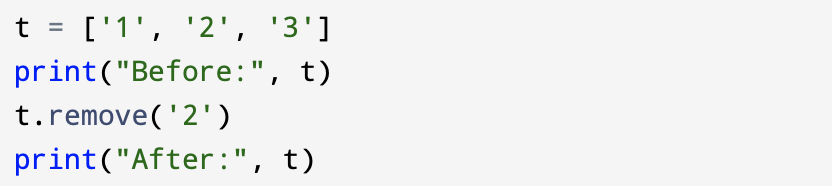 t = ['1', '2', '3']
print("Before:", t)
t.remove('2')
print("After:", t)